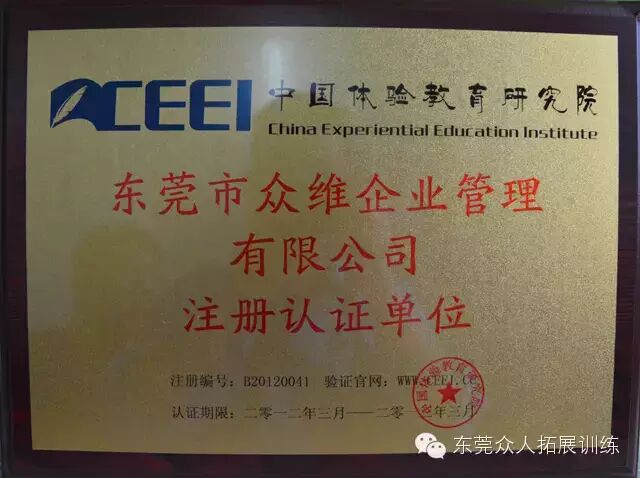 CEEI 中国体验教育研究院
China Experiential Education Institute
东莞市众维企业管理
有限公司
注册认证单位
注册编号：B20120041 验证官网：WWW.CEEI.CC
认证期限：二零一二年三月——二零 年三月
东莞众人拓展训练